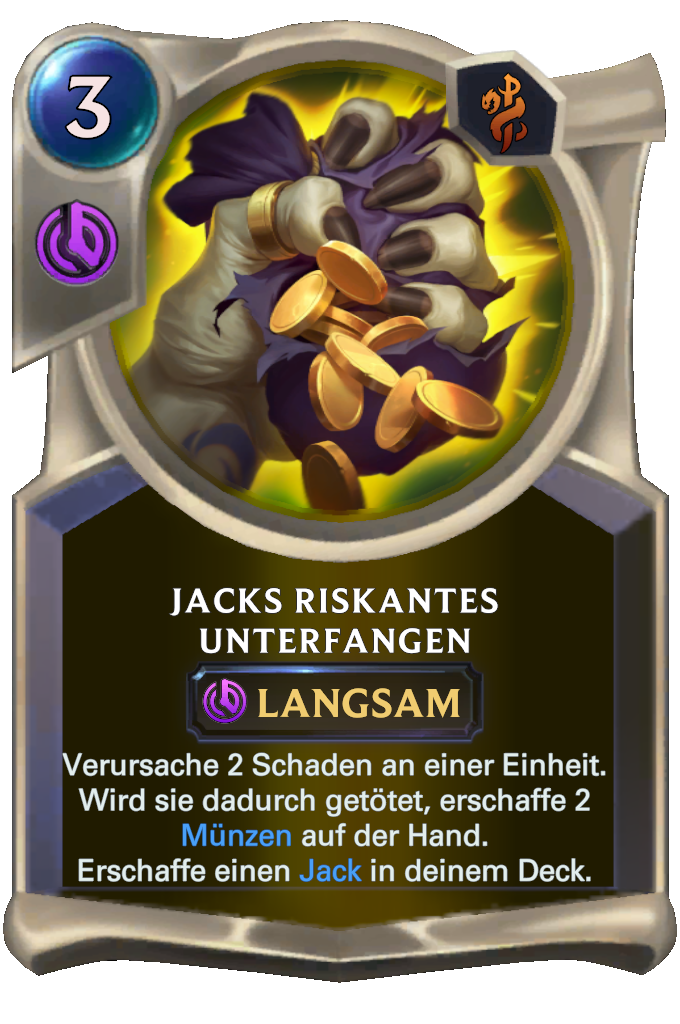 3
JACKS RISKANTES
UNTERFANGEN
LANGSAM
Verursache 2 Schaden an einer Einheit.
Wird sie dadurch getötet, erschaffe 2
Münzen auf der Hand.
Erschaffe einen Jack in deinem Deck.